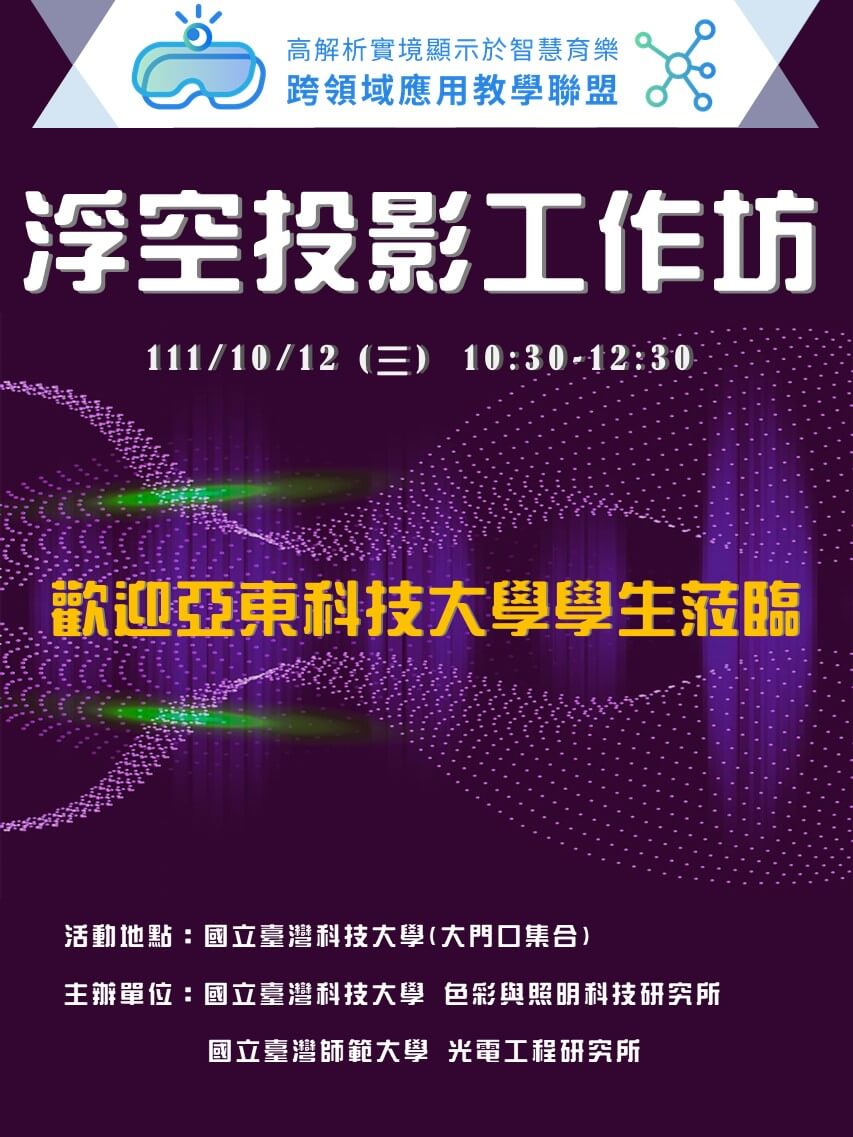 高解析實境顯示於智慧育樂
跨領域應用教學聯盟
浮空投影工作坊
111/10/12 (三) 10:30-12:30
歡迎亞東科技大學學生蒞臨
活動地點：國立臺灣科技大學(大門口集合)
主辦單位：國立臺灣科技大學 色彩與照明科技研究所
國立臺灣師範大學 光電工程研究所